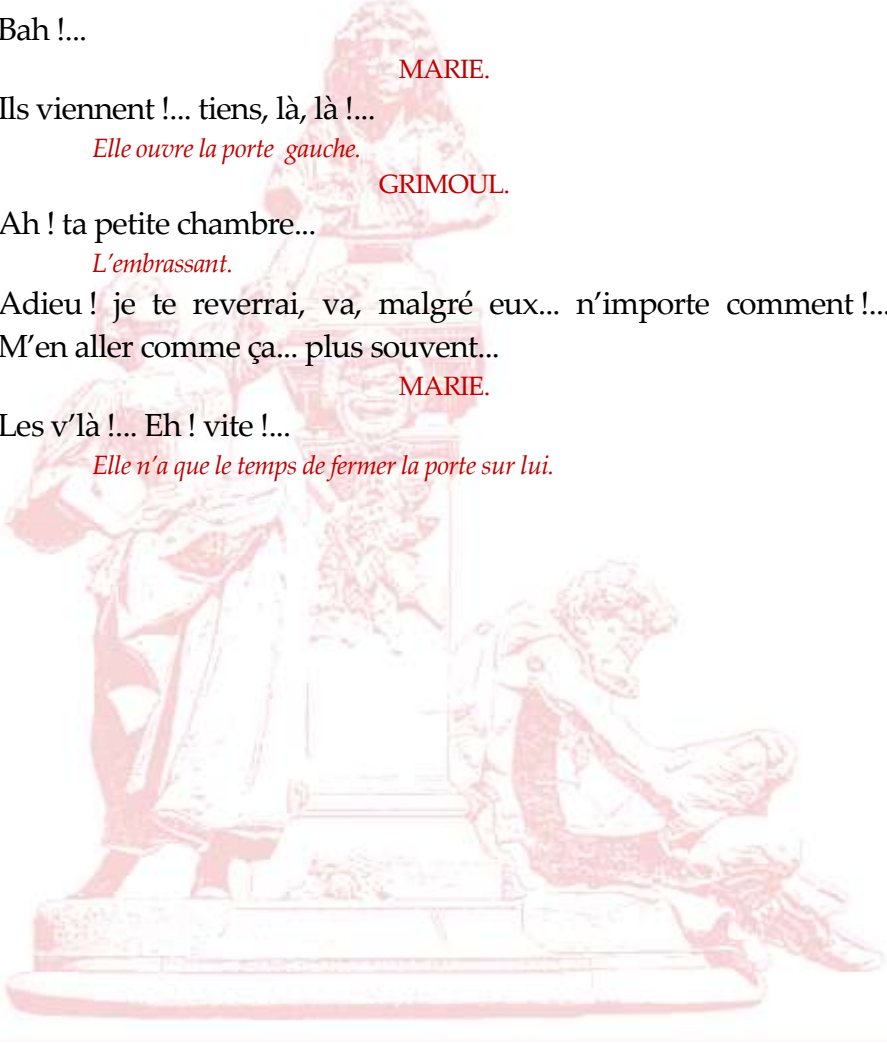 Bah !...
MARIE.
Ils viennent !... tiens, là, là !...
Elle ouvre la porte gauche.
GRIMOUL.
Ah ! ta petite chambre...
L’embrassant.
Adieu ! je te reverrai, va, malgré eux... n’importe comment !...
M’en aller comme ça... plus souvent...
MARIE.
Les v’là !... Eh ! vite !...
Elle n’a que le temps de fermer la porte sur lui.